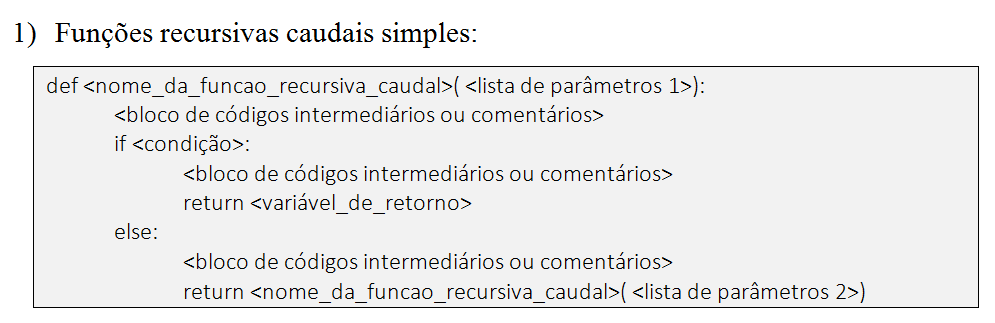 1) Funções recursivas caudais simples:
def <nome_da_funcao_recursiva_caudal>( <lista de parâmetros 1>):
<bloco de códigos intermediários ou comentários>
if <condição>:
<bloco de códigos intermediários ou comentários>
return <variável_de_retorno>
else:
<bloco de códigos intermediários ou comentários>
return <nome_da_funcao_recursiva_caudal>( <lista de parâmetros 2>)